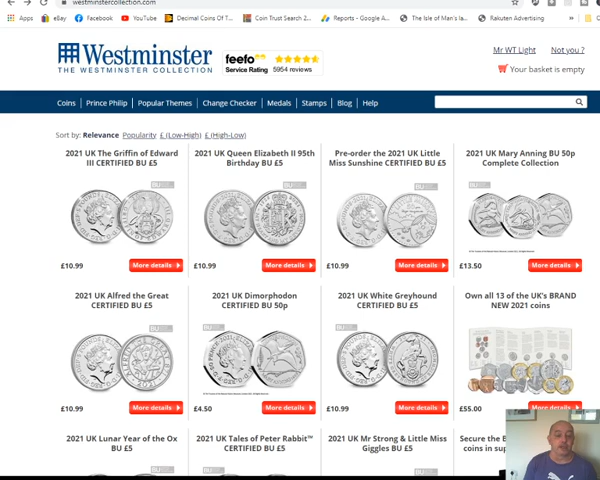 westminstercollection.com
eBay
Facebook
YouTube
Decimal Coins Of T...
Coin Trust Search 2...
Reports - Google A...
The Isle of Man's la...
Rakuten Advertising
»
Westminster
THE WESTMINSTER COLLECTION
feefo
Service Rating 5954 reviews
Mr WT Light Not you ?
Your basket is empty
Coins Prince Philip Popular Themes Change Checker Medals Stamps Blog Help
Sort by: Relevance Popularity £ (Low-High) £ (High-Low)
2021 UK The Griffin of Edward
III CERTIFIED BU £5
£10.99 More details
2021 UK Queen Elizabeth II 95th
Birthday BU £5
£10.99 More details
Pre-order the 2021 UK Little
Miss Sunshine CERTIFIED BU £5
£10.99 More details
2021 UK Mary Anning BU 50p
Complete Collection
£13.50 More details
2021 UK Alfred the Great
CERTIFIED BU £5
£10.99 More details
2021 UK Dimorphodon
CERTIFIED BU 50p
£4.50 More details
2021 UK White Greyhound
CERTIFIED BU £5
£10.99 More details
Own all 13 of the UK's BRAND
NEW 2021 coins
£55.00 More details
2021 UK Lunar Year of the Ox
BU £5
2021 UK Tales of Peter Rabbit™
CERTIFIED BU £5
2021 UK Mr Strong & Little Miss
Giggles BU £5
Secure the B
coins in sup